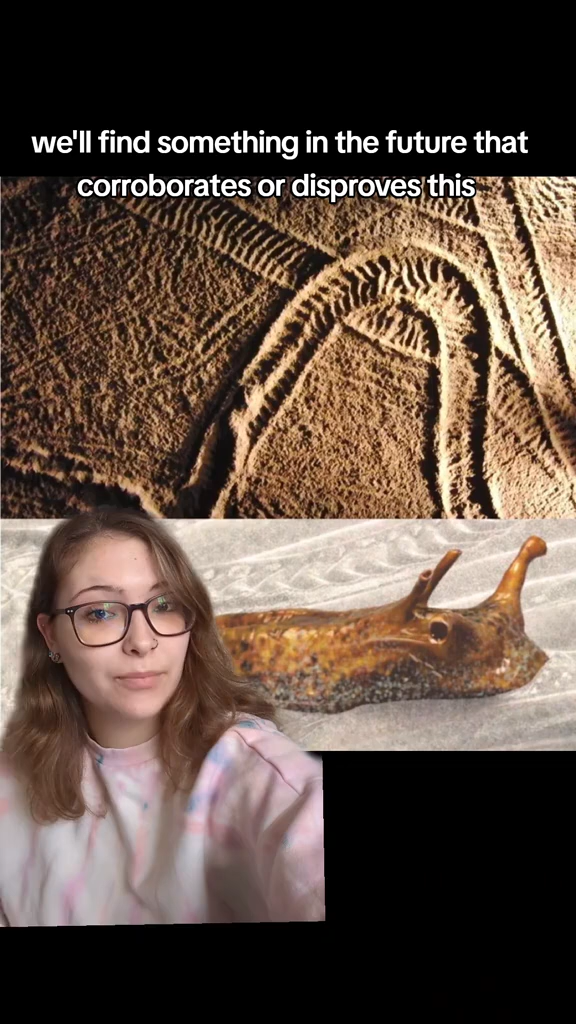 we'll find something in the future that
corroborates or disproves this